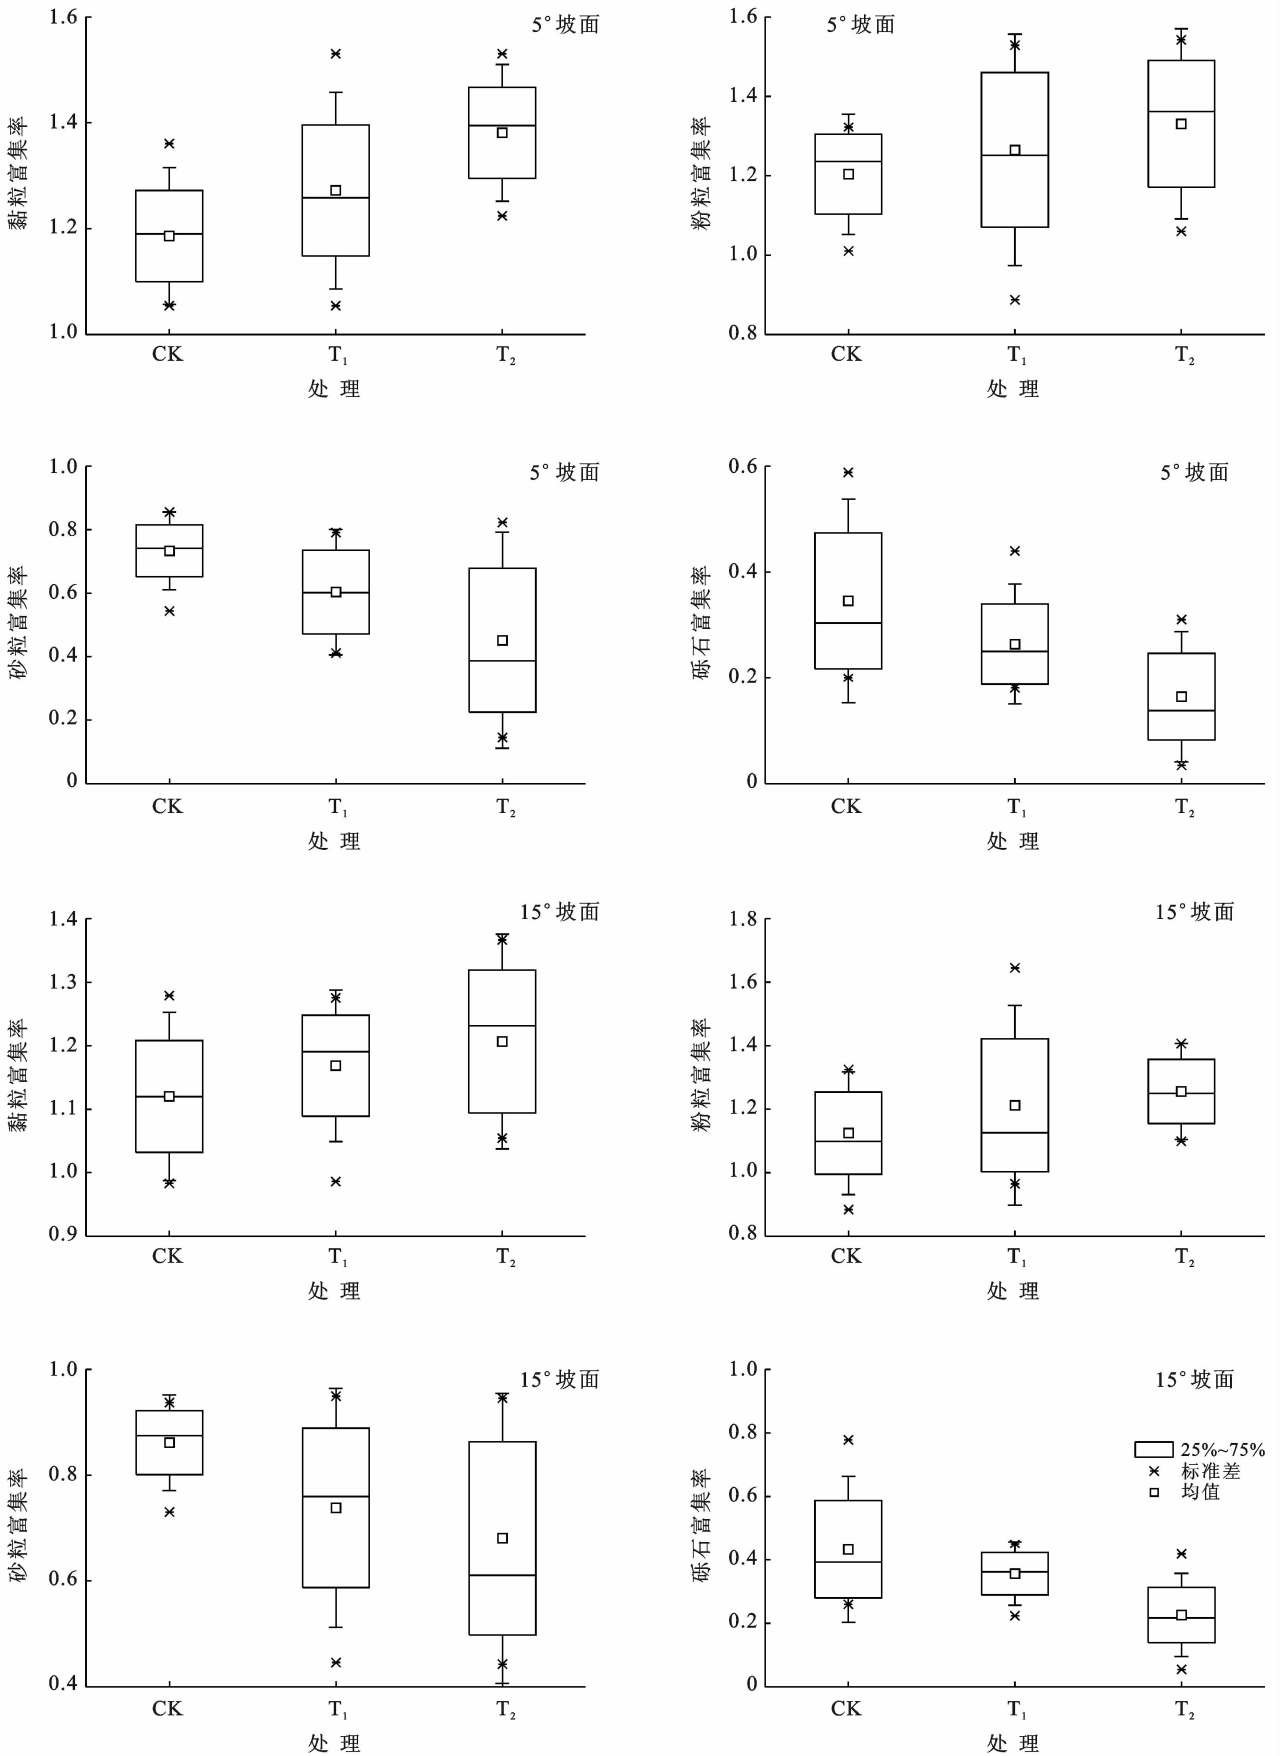 5°坡面
黏粒富集率
1.6
1.4
1.2
1.0
CK
T₁
T₂
处 理
5°坡面
粉粒富集率
1.6
1.4
1.2
1.0
0.8
CK
T₁
T₂
处 理
5°坡面
砂粒富集率
1.0
0.8
0.6
0.4
0.2
0
CK
T₁
T₂
处 理
5°坡面
砾石富集率
0.6
0.4
0.2
0
CK
T₁
T₂
处 理
15°坡面
黏粒富集率
1.4
1.3
1.2
1.1
1.0
0.9
CK
T₁
T₂
处 理
15°坡面
粉粒富集率
1.8
1.6
1.4
1.2
1.0
0.8
CK
T₁
T₂
处 理
15°坡面
砂粒富集率
1.0
0.8
0.6
0.4
CK
T₁
T₂
处 理
15°坡面
砾石富集率
1.0
0.8
0.6
0.4
0.2
0
25%~75%
标准差
均值
CK
T₁
T₂
处 理